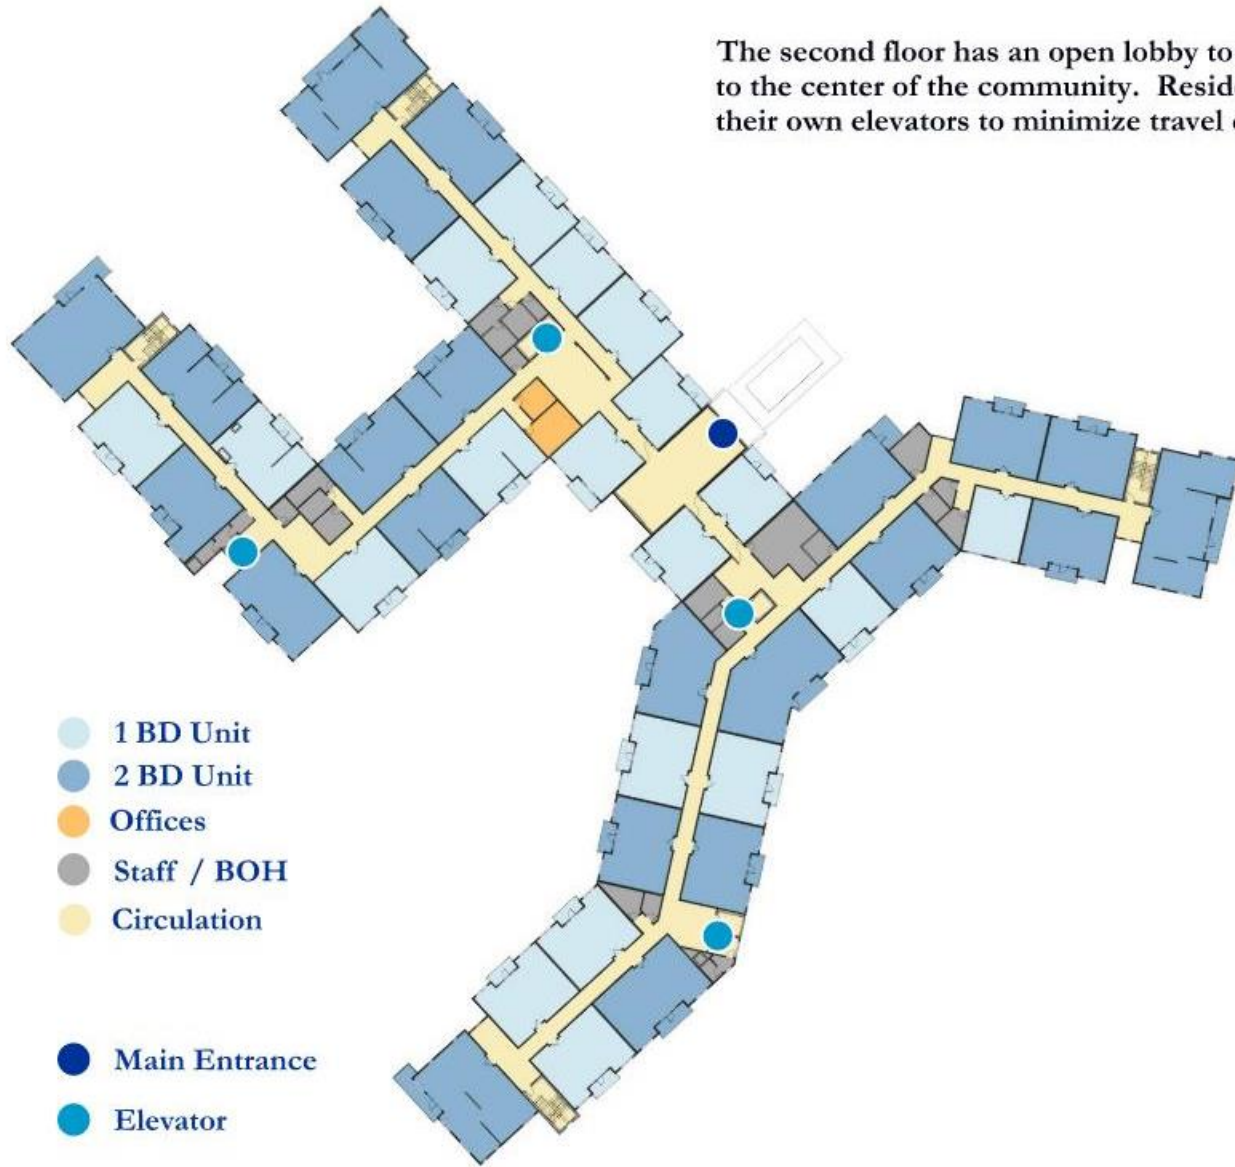 The second floor has an open lobby to
to the center of the community. Reside
their own elevators to minimize travel
1 BD Unit
2 BD Unit
Offices
Staff / BOH
Circulation
Main Entrance
Elevator